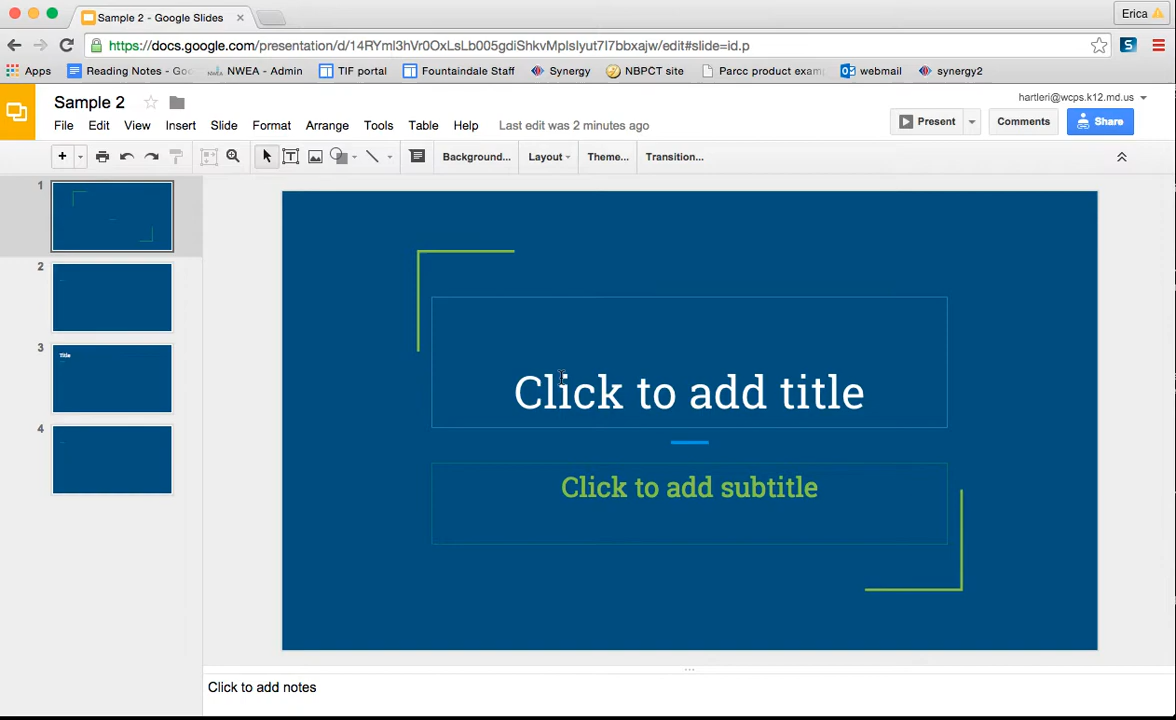 Sample 2 - Google Slides
Erica
https://docs.google.com/presentation/d/14RYml3hVr0OxLsLb005gdiShkvMplsIyut7I7bbxajw/edit#slide=id.p
Apps Reading Notes - Goo NWEA - Admin TIF portal Fountaindale Staff Synergy NBPCT site Parcc product exam webmail synergy2
Sample 2
hartleri@wcps.k12.md.us
File Edit View Insert Slide Format Arrange Tools Table Help Last edit was 2 minutes ago
Present Comments Share
Background... Layout Theme... Transition...
1
2
3
Title
4
Click to add title
Click to add subtitle
Click to add notes